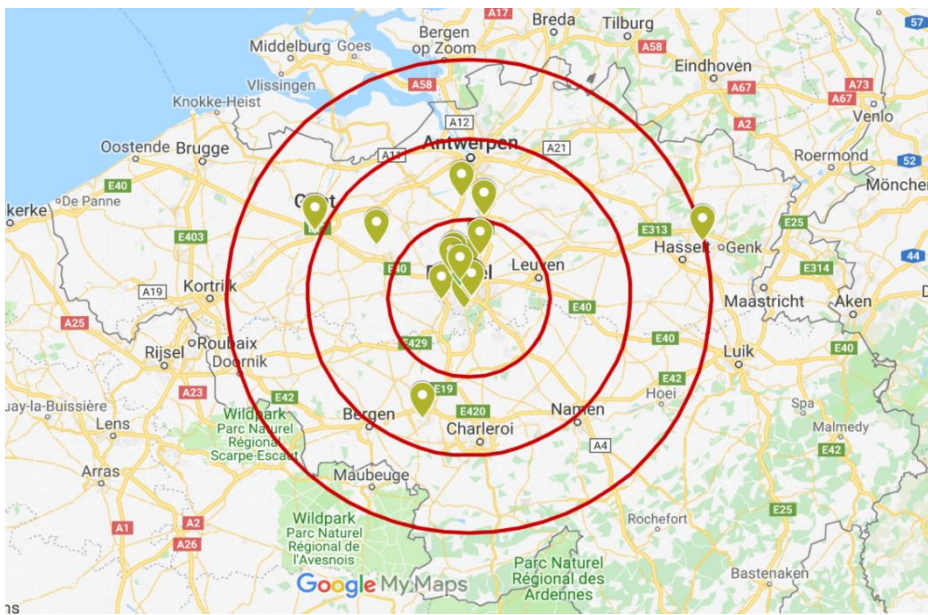 A17
Breda
Tilburg
57
Middelburg
Goes
Bergen
op Zoom
A58
A58
Eindhoven
Vlissingen
A73
A67
A67
Venlo
Knokke-Heist
A12
A2
Oostende
Brugge
A11
Antwerpen
A21
Roermond
52
E40
De Panne
Mönchen
kerke
E25
E403
E313
Hasselt
Genk
44
E40
Leuven
E314
A19
Kortrijk
Maastricht
Aken
A25
E40
Roubaix
E429
E40
Rijsel
Doornik
Luik
E40
A23
E19
E42
Hoei
uay-la-Buissière
E42
Wildpark
Parc Naturel
Régional
Scarpe-Escaut
Bergen
E420
Namen
Spa
Lens
Charleroi
A4
Malmedy
E42
Arras
Maubeuge
A1
A2
A26
Wildpark
Parc Naturel
Régional de
l'Avesnois
E25
Rochefort
Parc Naturel
Régional des
Ardennes
Bastenaken
Google My Maps
ns